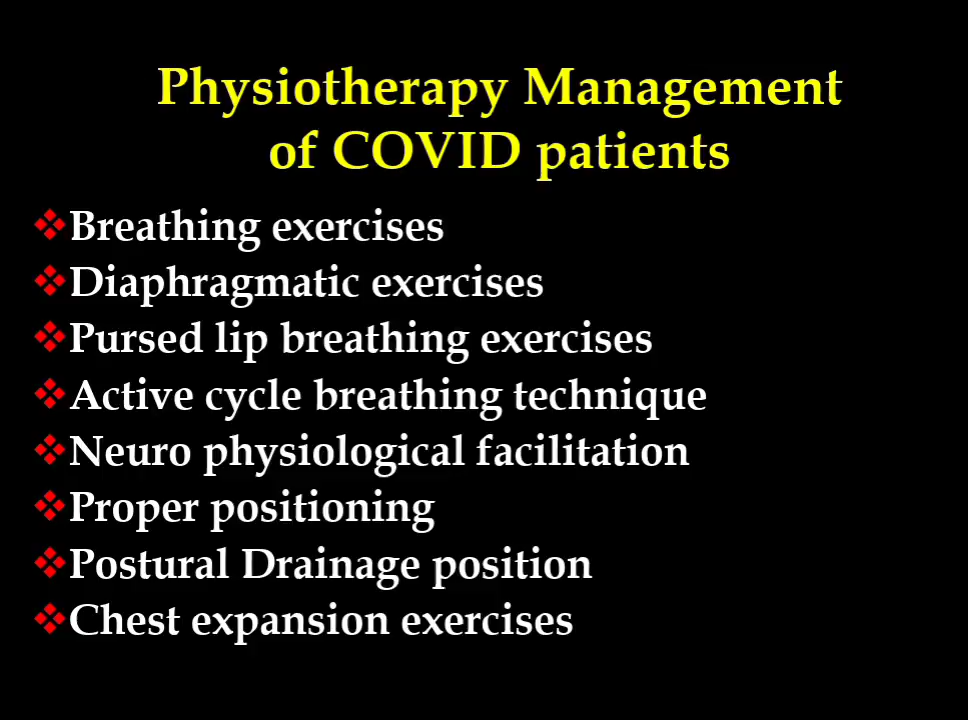 Physiotherapy Management
of COVID patients
❖Breathing exercises
❖Diaphragmatic exercises
❖Pursed lip breathing exercises
❖Active cycle breathing technique
❖Neuro physiological facilitation
❖Proper positioning
❖Postural Drainage position
❖Chest expansion exercises